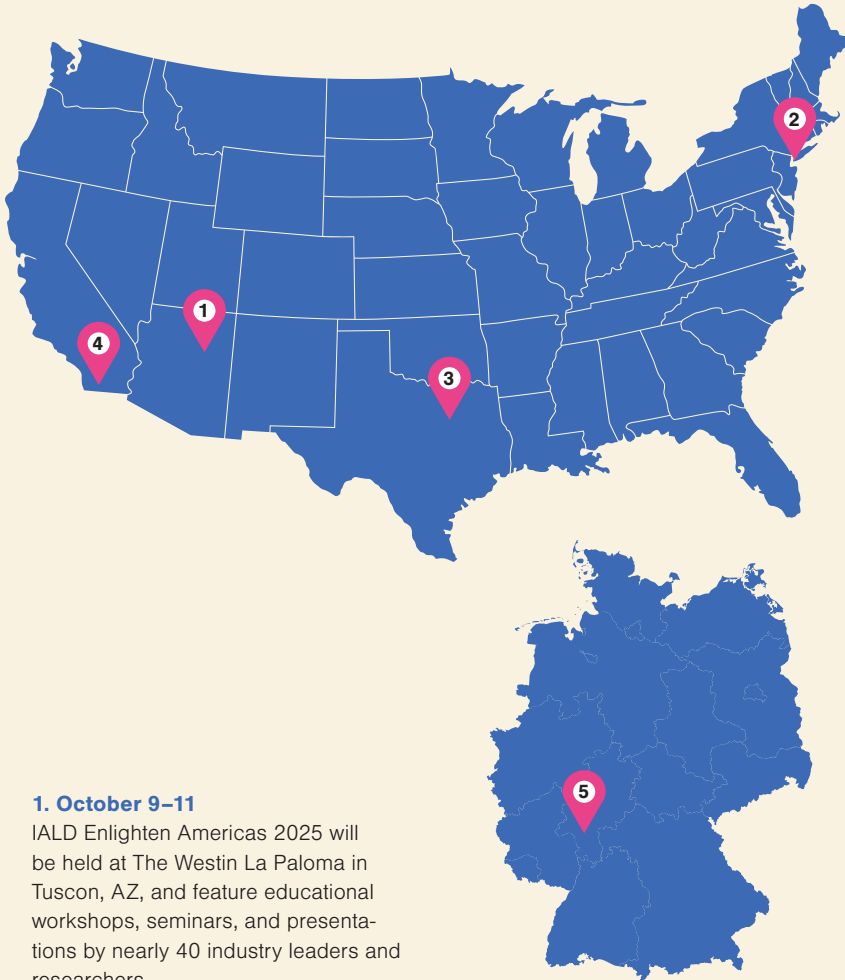 2
1
4
3
5
1. October 9–11
IALD Enlighten Americas 2025 will
be held at The Westin La Paloma in
Tuscon, AZ, and feature educational
workshops, seminars, and presenta-
tions by nearly 40 industry leaders and
researchers